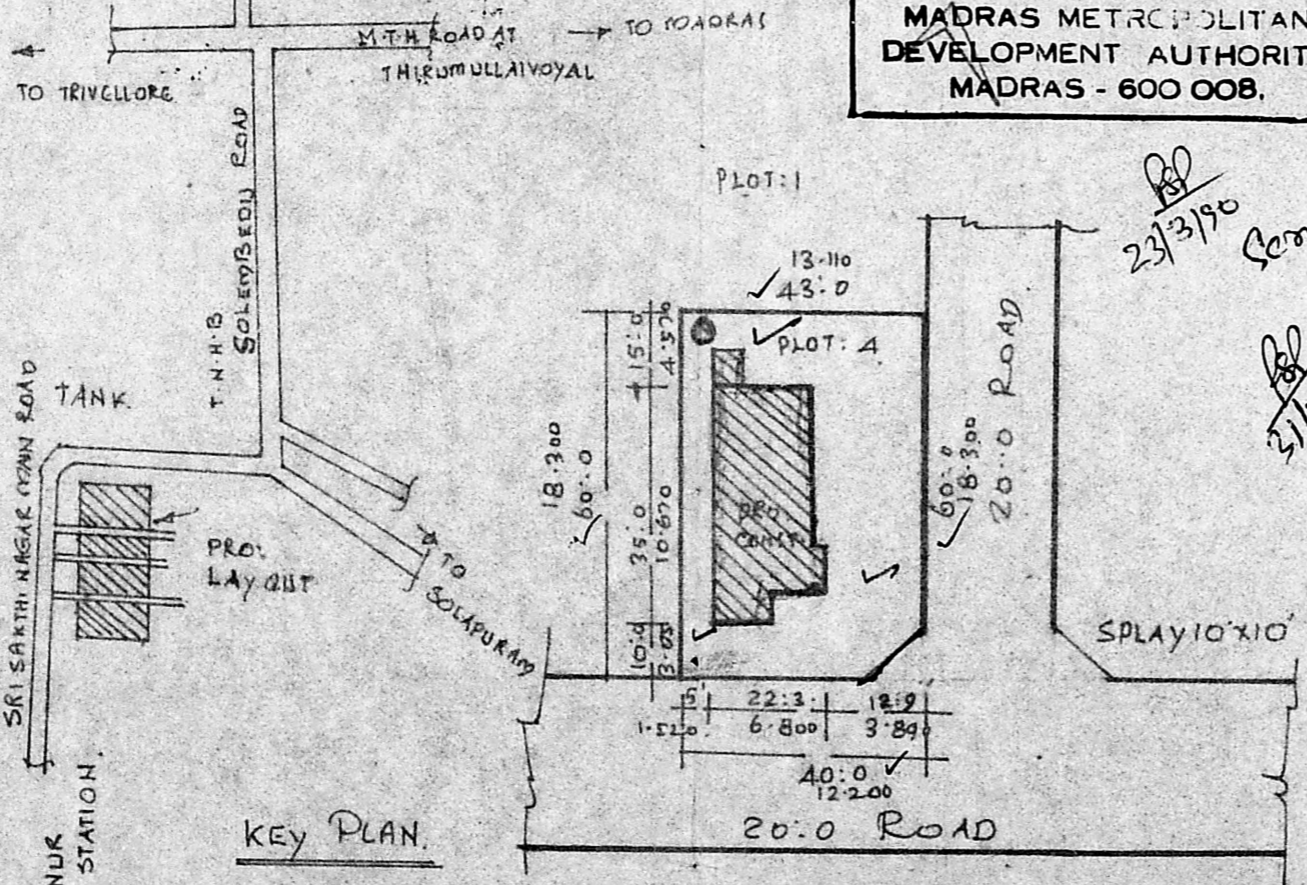 MADRAS METROPOLITAN
DEVELOPMENT AUTHORIT
MADRAS - 600 008.
M.T.H ROAD AT
THIRUMULLAIVOYAL
TO MADRAS
TO TRIVELLORE
SOLEMBEDU ROAD
T.N.H.B
TANK
SRI SAKTHI NAGAR MAIN ROAD
PRO:
LAYOUT
TO
SOLAPURAM
NUR
STATION
KEY PLAN.
PLOT:1
23/3/90
13.110
43:0
PLOT: 4
15:0
4.570
18.300
60:0
35:0
10.670
10:0
3.05
PRO
CONST.
60:0
18.300
20:0 ROAD
SPLAY 10'X10'
5'
22:3
12:9
1.520
6.800
3.890
40:0
12.200
20:0 ROAD